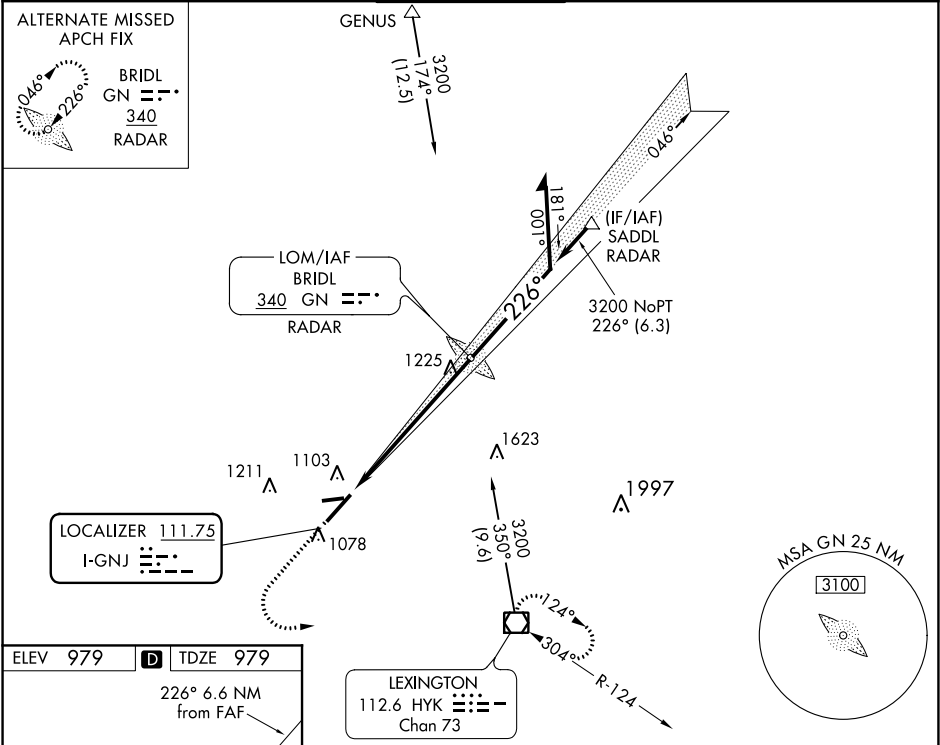 ALTERNATE MISSED
APCH FIX
046°
226°
BRIDL
GN
340
RADAR
GENUS
3200
174°
(12.5)
046°
181°
001°
(IF/IAF)
SADDL
RADAR
3200 NoPT
226° (6.3)
226°
LOM/IAF
BRIDL
340 GN
RADAR
1225
1623
1211
1103
1997
LOCALIZER 111.75
I-GNJ
1078
3200
350°
(9.6)
MSA GN 25 NM
3100
124°
304°
R-124
LEXINGTON
112.6 HYK
Chan 73
ELEV 979 D TDZE 979
226° 6.6 NM
from FAF